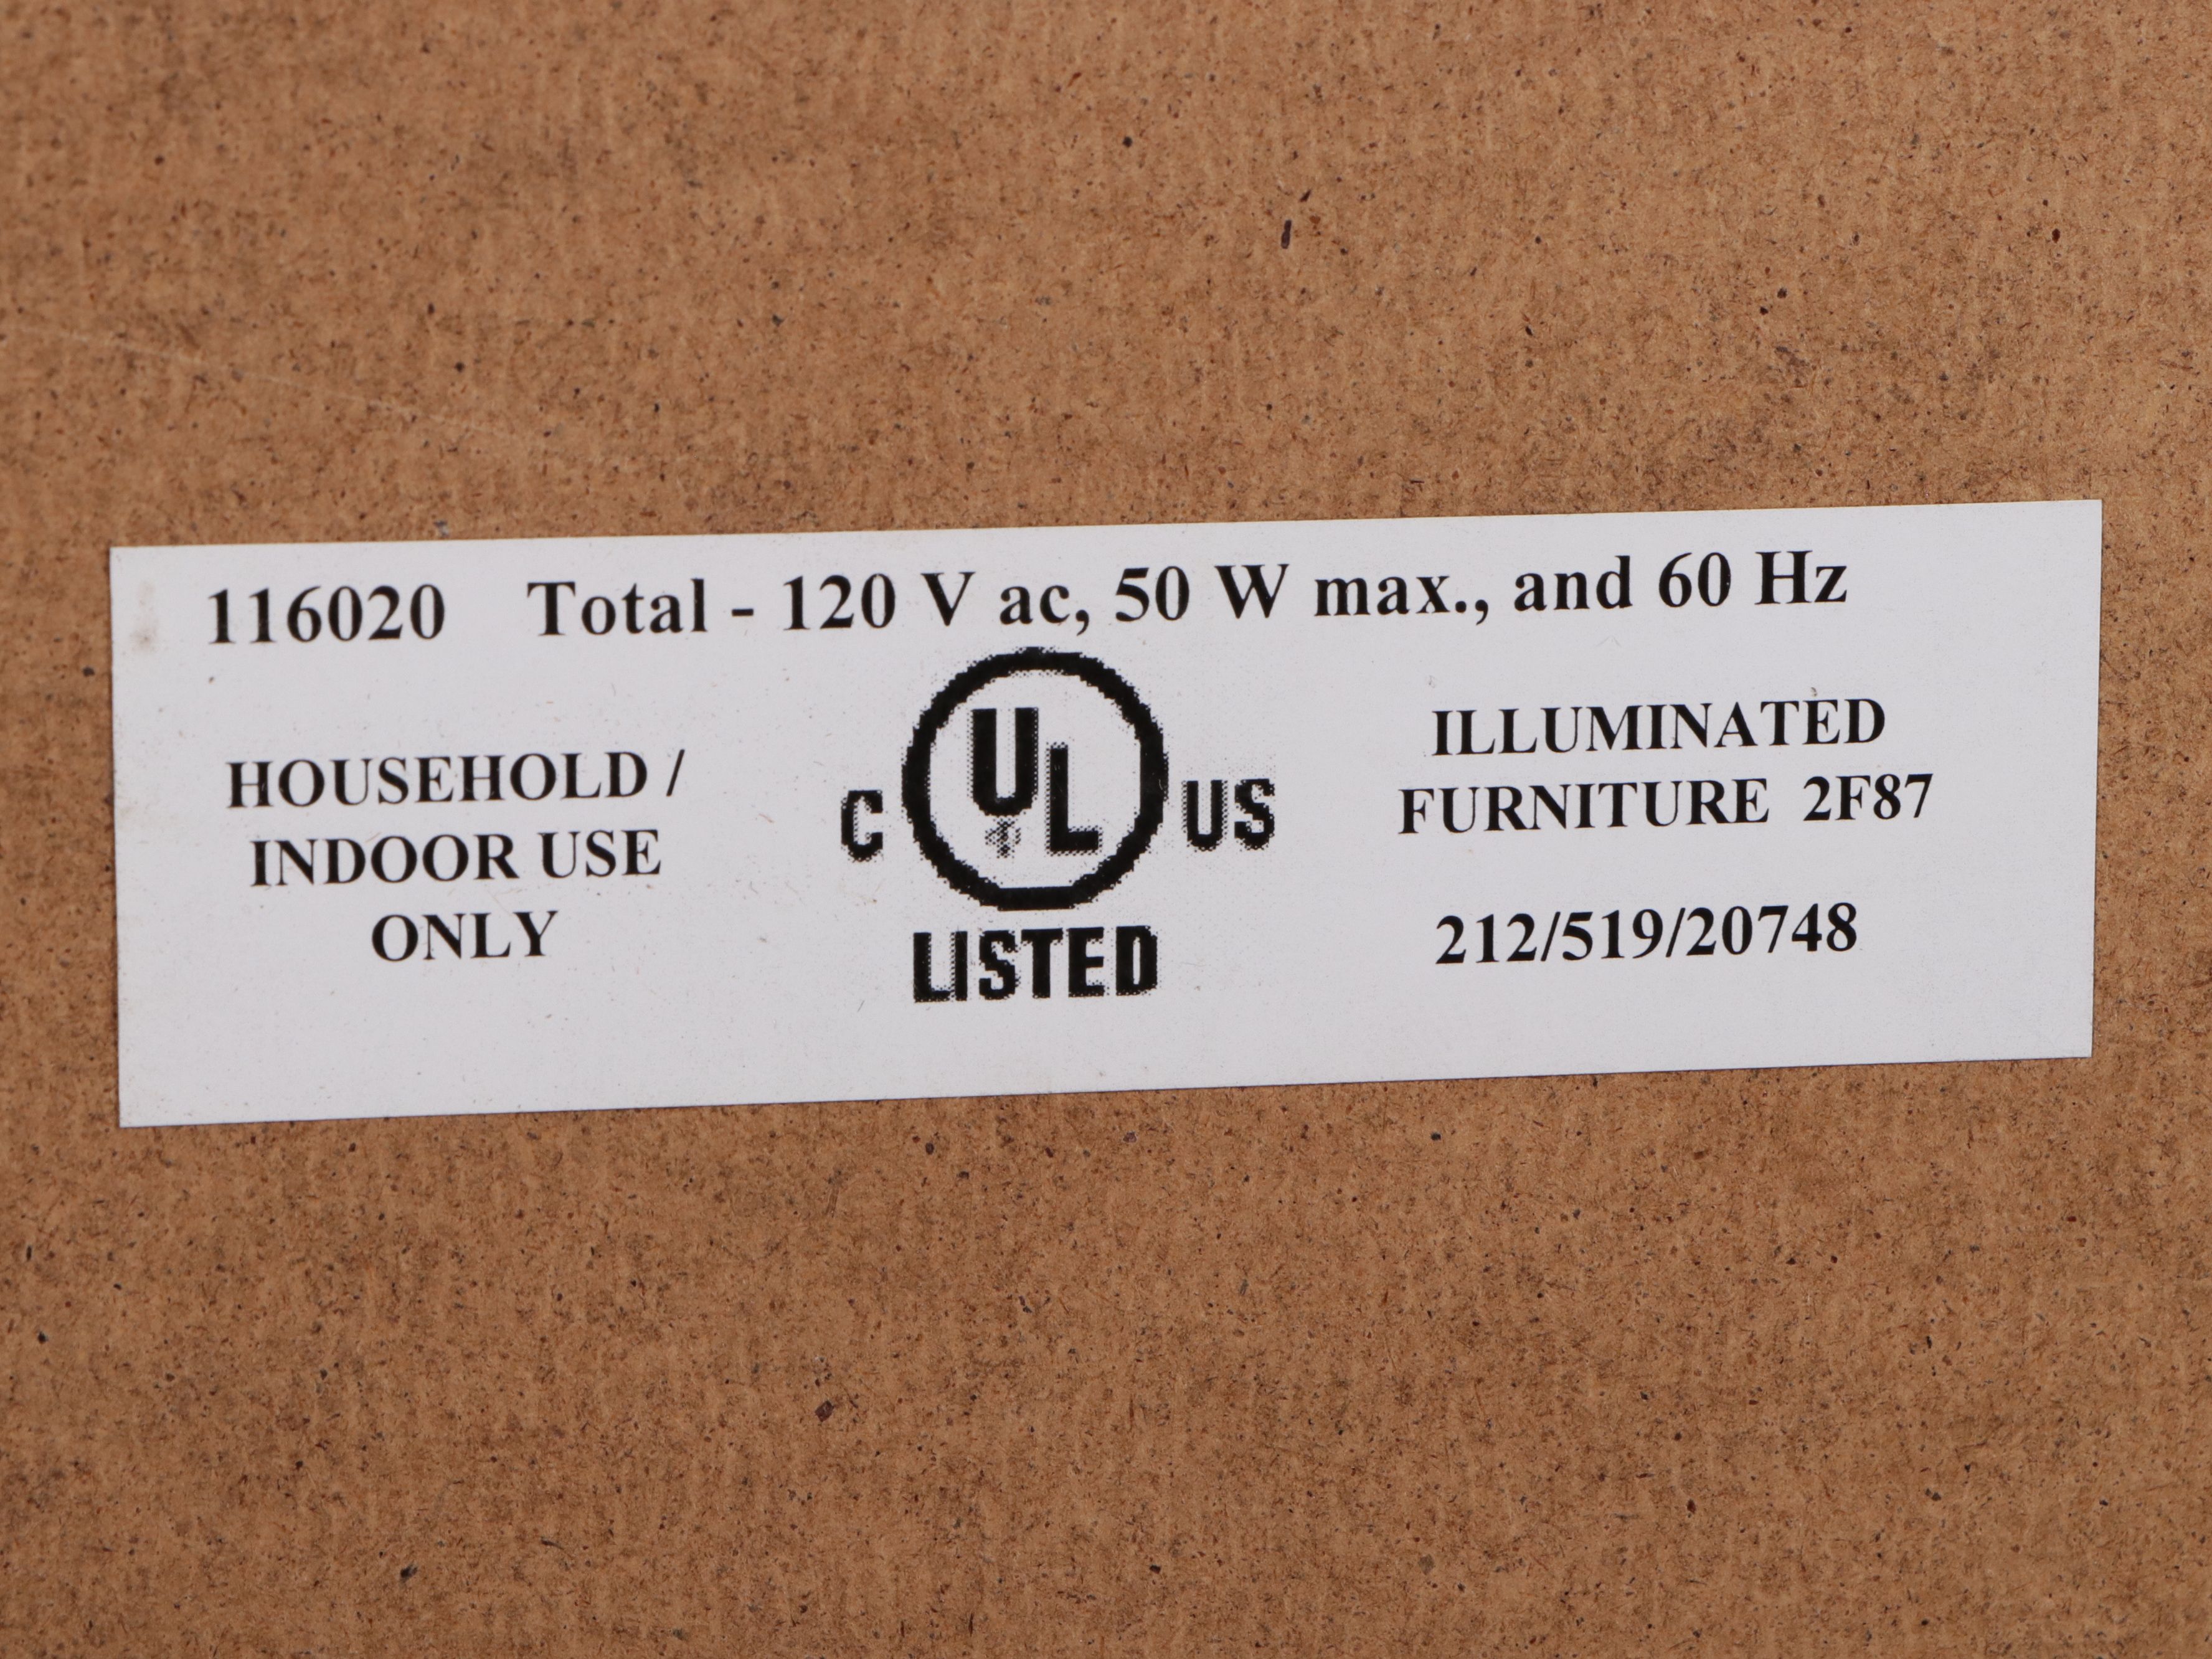 116020 Total - 120 V ac, 50 W max., and 60 Hz
HOUSEHOLD /
INDOOR USE
ONLY
C UL US
LISTED
ILLUMINATED
FURNITURE 2F87
212/519/20748